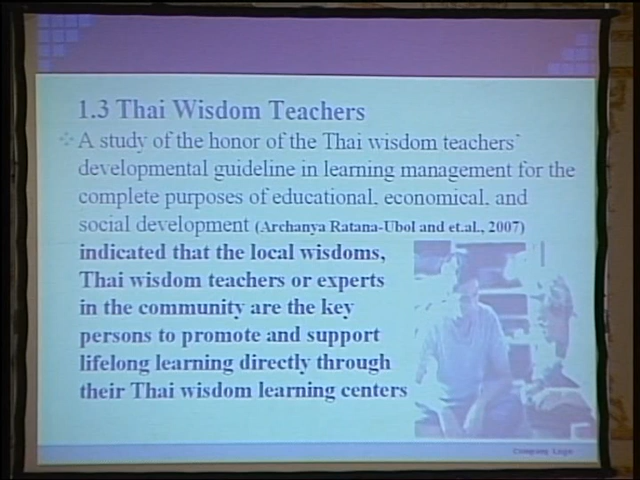 1.3 Thai Wisdom Teachers
A study of the honor of the Thai wisdom teachers`
developmental guideline in learning management for the
complete purposes of educational, economical, and
social development (Archanya Ratana-Ubol and et.al., 2007)
indicated that the local wisdoms,
Thai wisdom teachers or experts
in the community are the key
persons to promote and support
lifelong learning directly through
their Thai wisdom learning centers
Company Logo